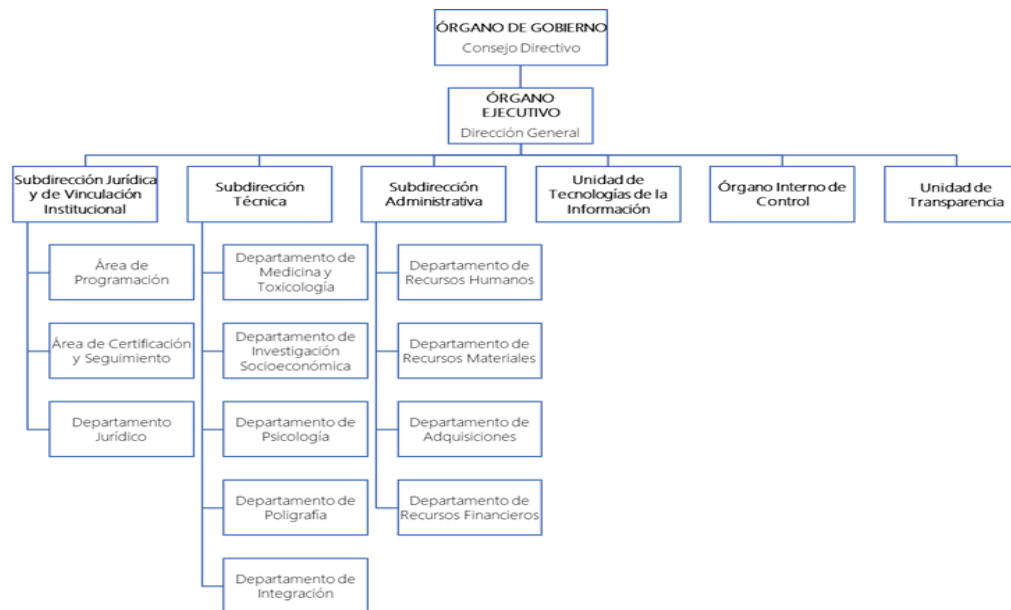 ÓRGANO DE GOBIERNO
Consejo Directivo
ÓRGANO
EJECUTIVO
Dirección General
Subdirección Jurídica
y de Vinculación
Institucional
Subdirección
Técnica
Subdirección
Administrativa
Unidad de
Tecnologías de la
Información
Órgano Interno de
Control
Unidad de
Transparencia
Área de
Programación
Área de Certificación
y Seguimiento
Departamento
Jurídico
Departamento de
Medicina y
Toxicología
Departamento de
Investigación
Socioeconómica
Departamento de
Psicología
Departamento de
Poligrafía
Departamento de
Integración
Departamento de
Recursos Humanos
Departamento de
Recursos Materiales
Departamento de
Adquisiciones
Departamento de
Recursos Financieros